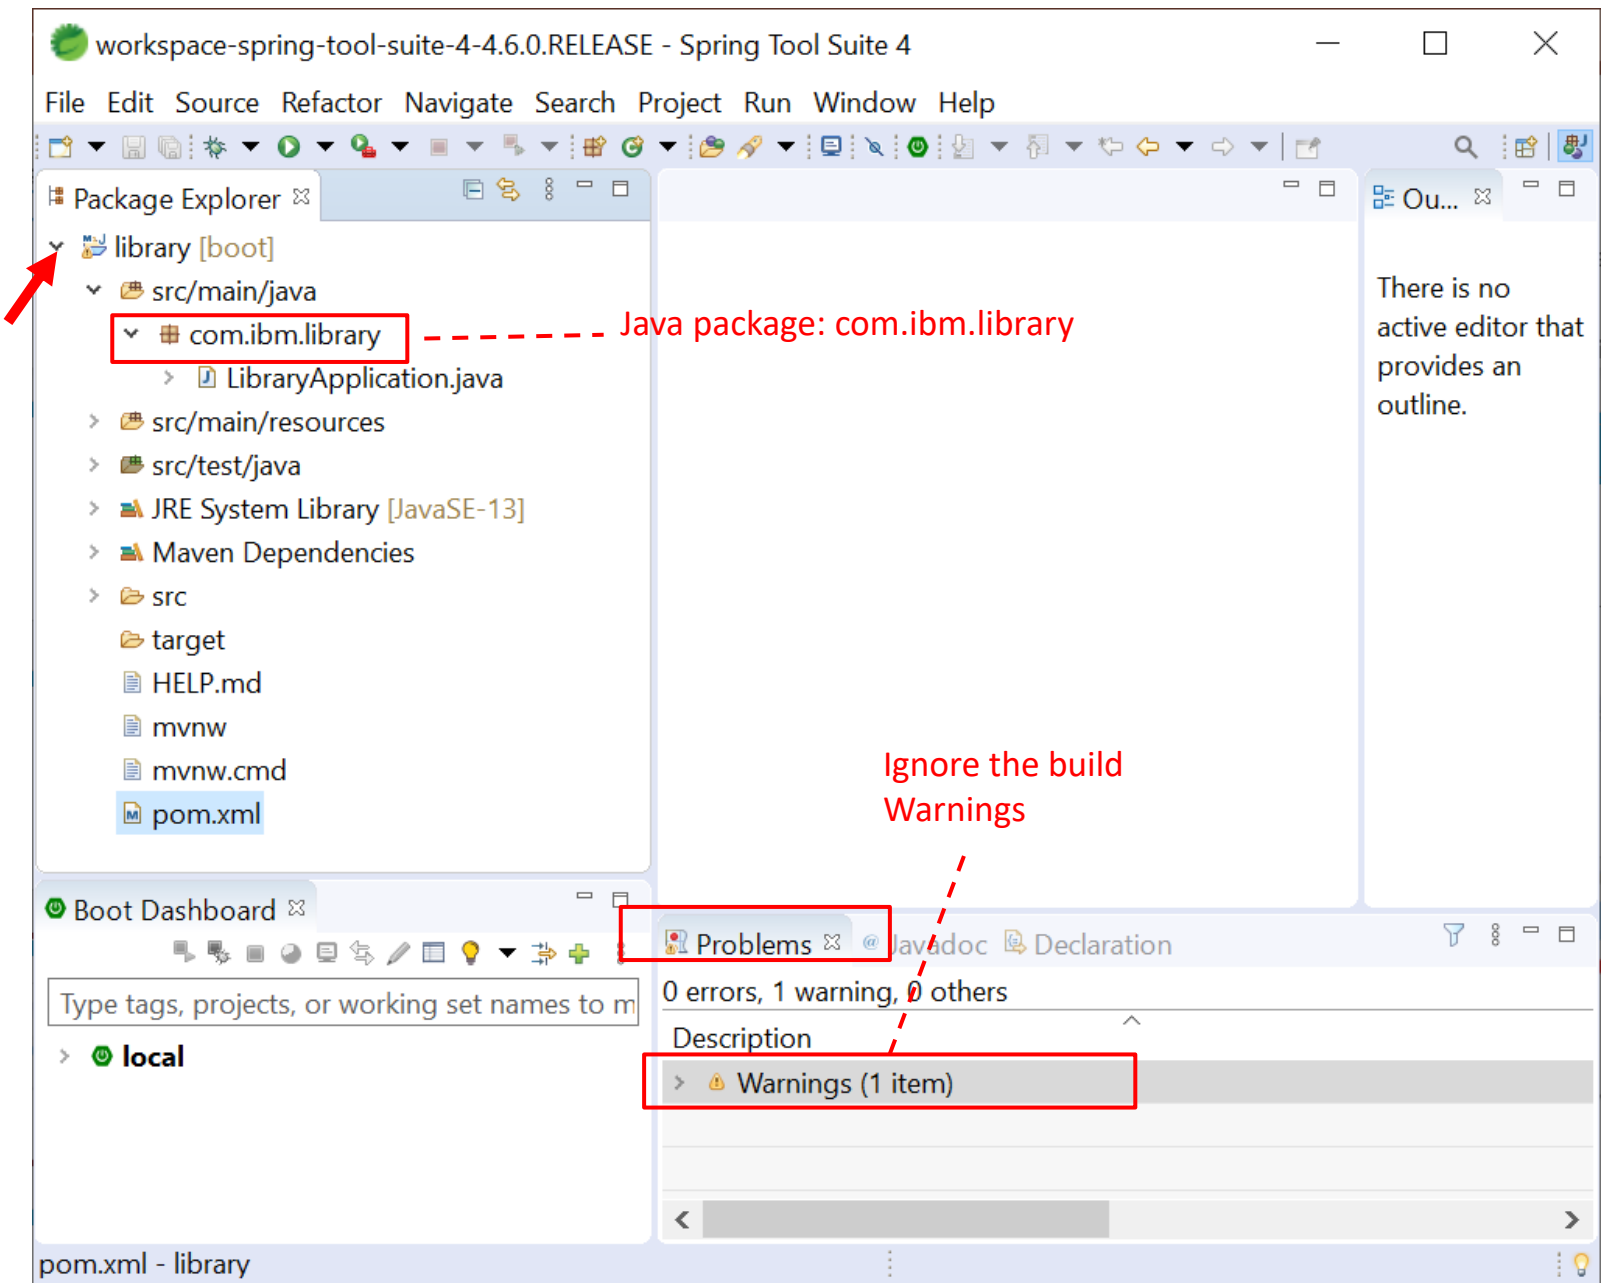 workspace-spring-tool-suite-4-4.6.0.RELEASE - Spring Tool Suite 4
File Edit Source Refactor Navigate Search Project Run Window Help
Package Explorer
library [boot]
src/main/java
com.ibm.library
LibraryApplication.java
src/main/resources
src/test/java
JRE System Library [JavaSE-13]
Maven Dependencies
src
target
HELP.md
mvnw
mvnw.cmd
pom.xml
Java package: com.ibm.library
Ou...
There is no
active editor that
provides an
outline.
Ignore the build
Warnings
Boot Dashboard
Type tags, projects, or working set names to m
local
Problems @ Javadoc Declaration
0 errors, 1 warning, 0 others
Description
Warnings (1 item)
pom.xml - library